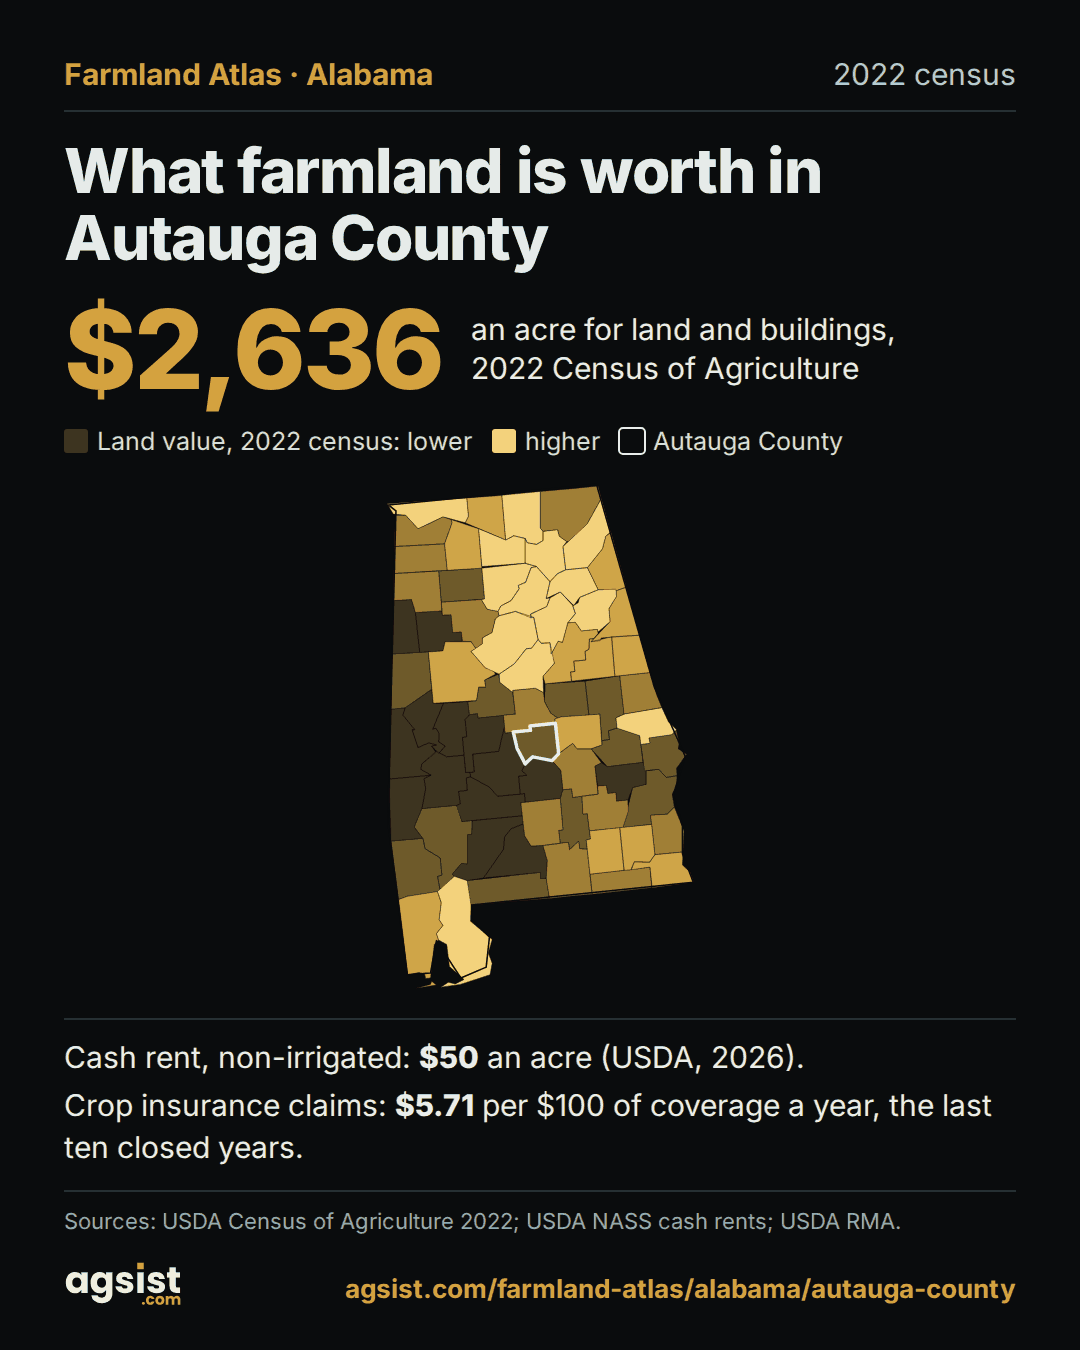 Farmland Atlas · Alabama
2022 census
What farmland is worth in
Autauga County
$2,636
an acre for land and buildings,
2022 Census of Agriculture
Land value, 2022 census: lower
higher
Autauga County
Cash rent, non-irrigated: $50 an acre (USDA, 2026).
Crop insurance claims: $5.71 per $100 of coverage a year, the last
ten closed years.
Sources: USDA Census of Agriculture 2022; USDA NASS cash rents; USDA RMA.
agsist
.com
agsist.com/farmland-atlas/alabama/autauga-county